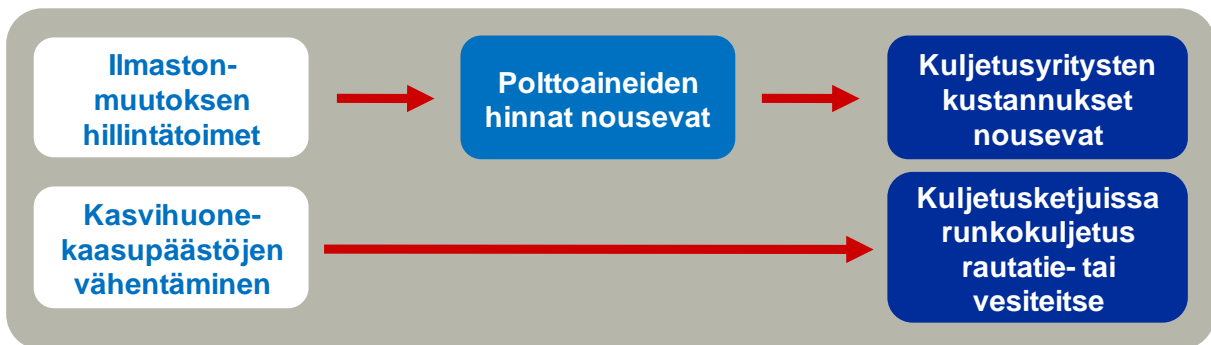 Ilmaston-
muutoksen
hillintätoimet
Polttoaineiden
hinnat nousevat
Kuljetusyritysten
kustannukset
nousevat
Kasvihuone-
kaasupäästöjen
vähentäminen
Kuljetusketjuissa
runkokuljetus
rautatie- tai
vesiteitse